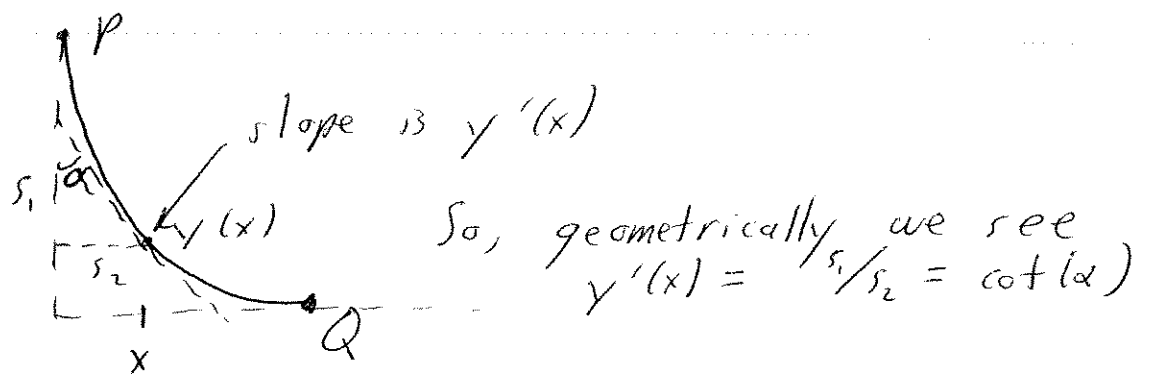 P
slope is y'(x)
s₁
α
y(x)
s₂
So, geometrically, we see
y'(x) = s₁/s₂ = cot(α)
x
Q